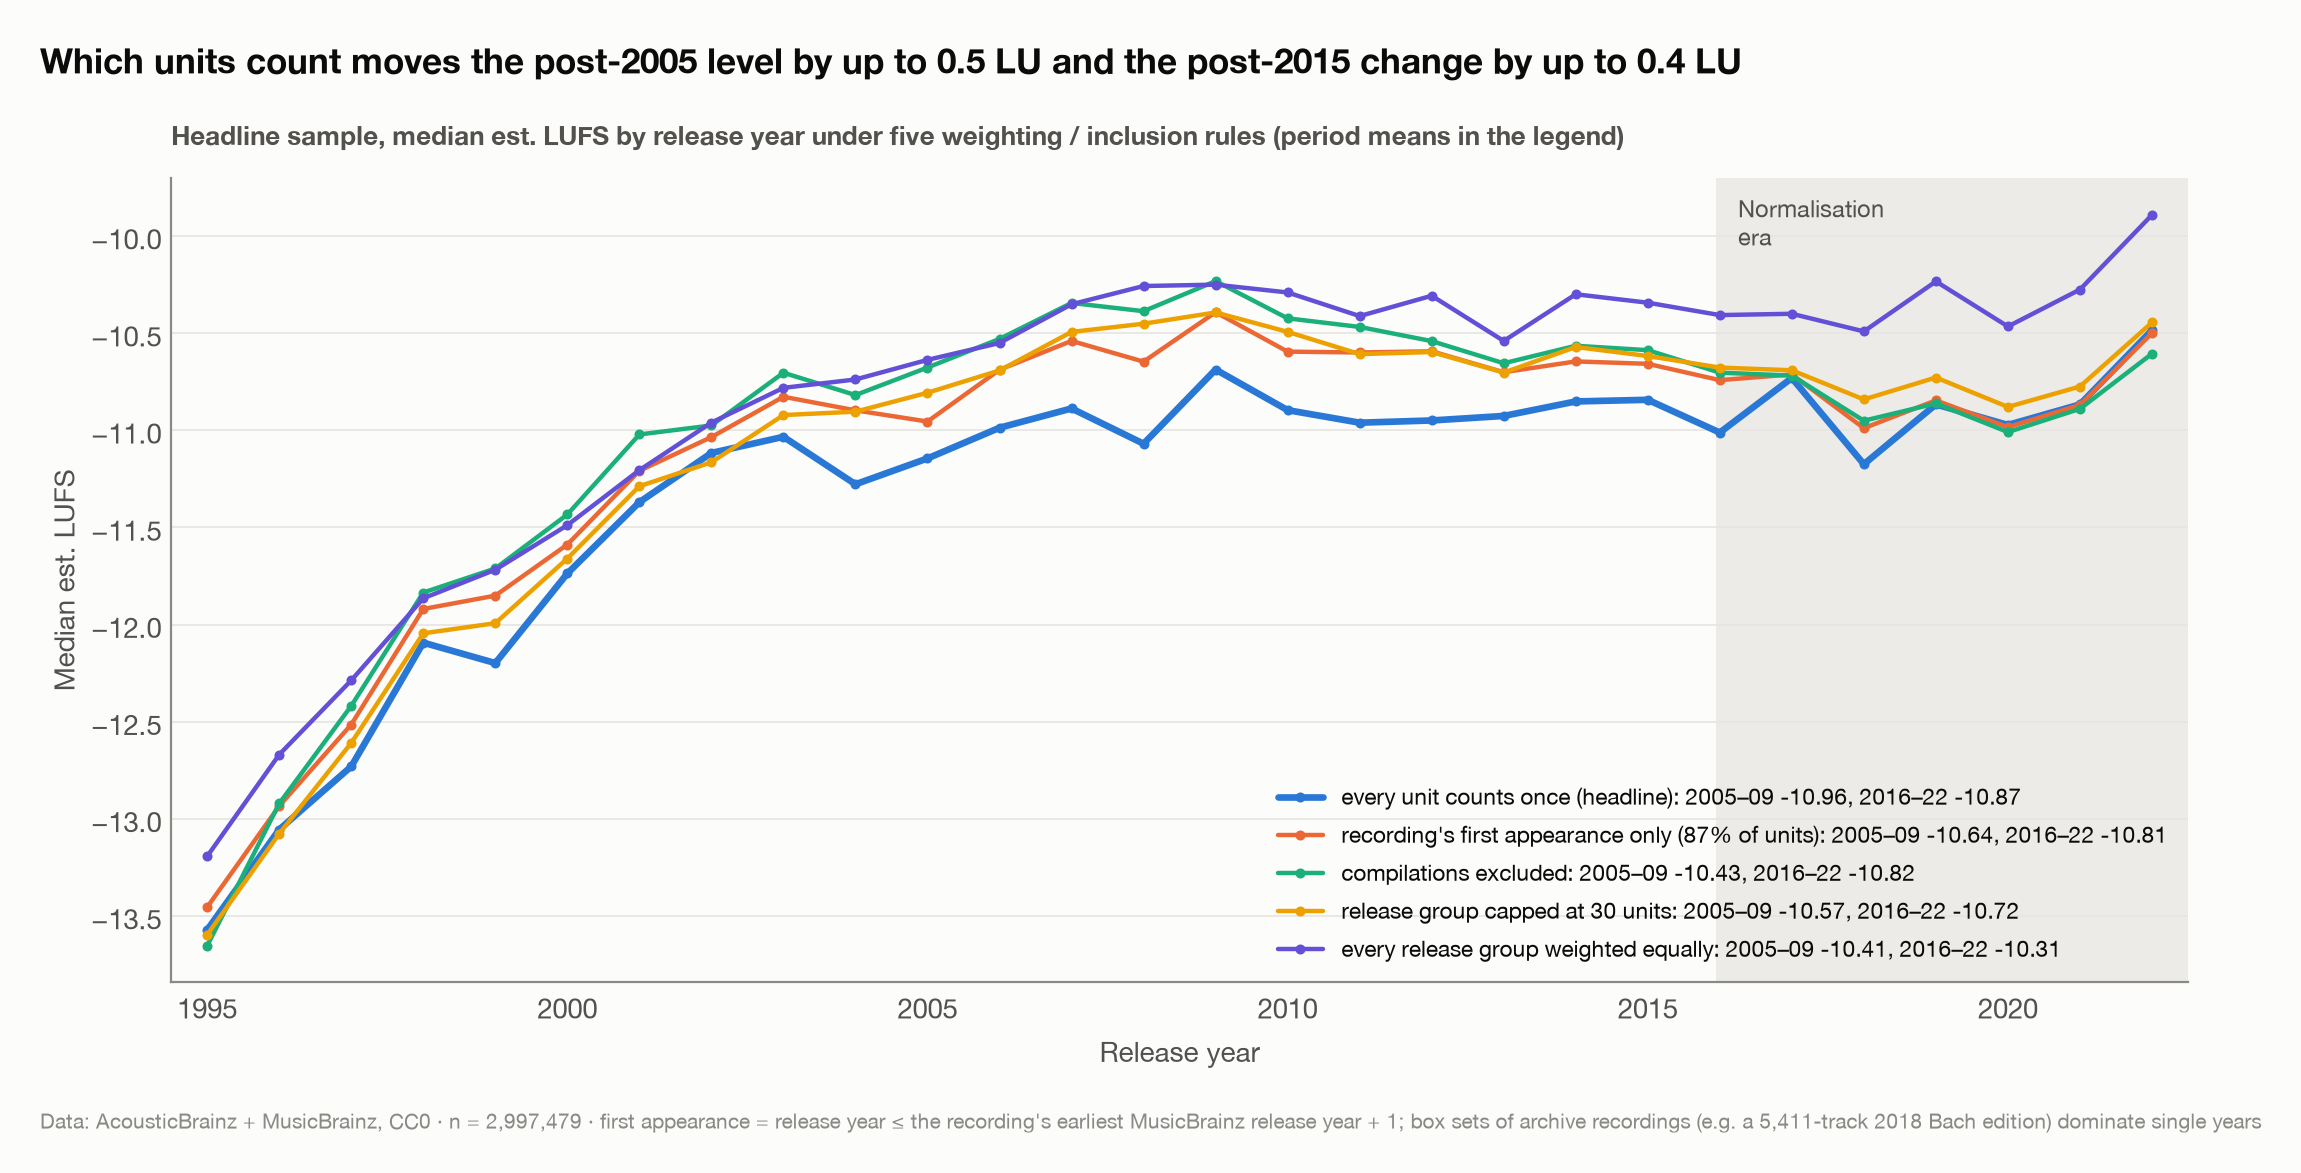 Which units count moves the post-2005 level by up to 0.5 LU and the post-2015 change by up to 0.4 LU
Headline sample, median est. LUFS by release year under five weighting / inclusion rules (period means in the legend)
Normalisation
era
−10.0
−10.5
−11.0
−11.5
−12.0
−12.5
−13.0
−13.5
Median est. LUFS
every unit counts once (headline): 2005–09 -10.96, 2016–22 -10.87
recording's first appearance only (87% of units): 2005–09 -10.64, 2016–22 -10.81
compilations excluded: 2005–09 -10.43, 2016–22 -10.82
release group capped at 30 units: 2005–09 -10.57, 2016–22 -10.72
every release group weighted equally: 2005–09 -10.41, 2016–22 -10.31
1995 2000 2005 2010 2015 2020
Release year
Data: AcousticBrainz + MusicBrainz, CC0 · n = 2,997,479 · first appearance = release year ≤ the recording's earliest MusicBrainz release year + 1; box sets of archive recordings (e.g. a 5,411-track 2018 Bach edition) dominate single years